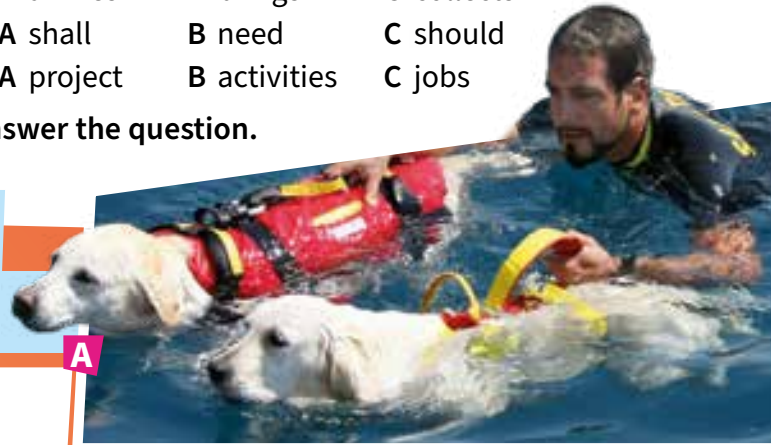 A shall B need C should
A project B activities C jobs
nswer the question.
A